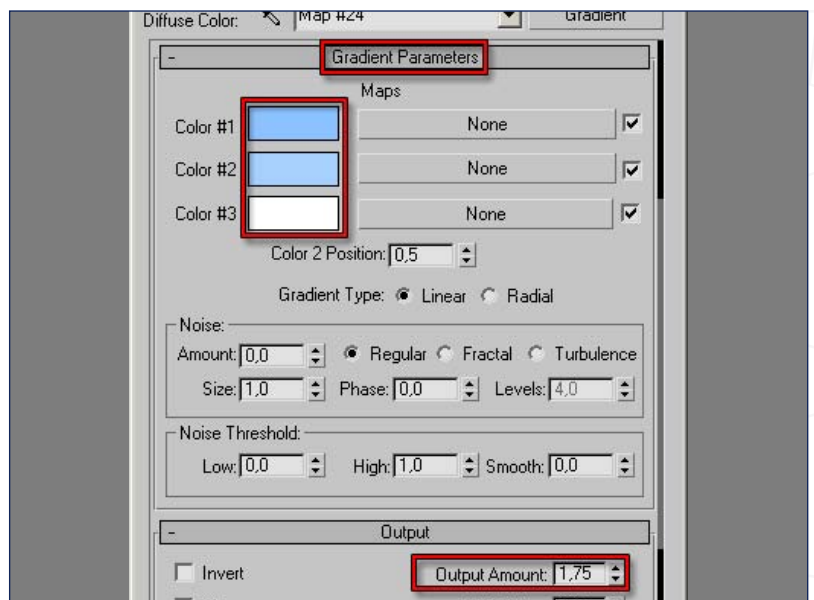 Diffuse Color: Map #24 Gradient
- Gradient Parameters
Maps
Color #1 None
Color #2 None
Color #3 None
Color 2 Position: 0,5
Gradient Type: Linear Radial
Noise:
Amount: 0,0 Regular Fractal Turbulence
Size: 1,0 Phase: 0,0 Levels: 4,0
Noise Threshold:
Low: 0,0 High: 1,0 Smooth: 0,0
- Output
Invert Output Amount: 1,75